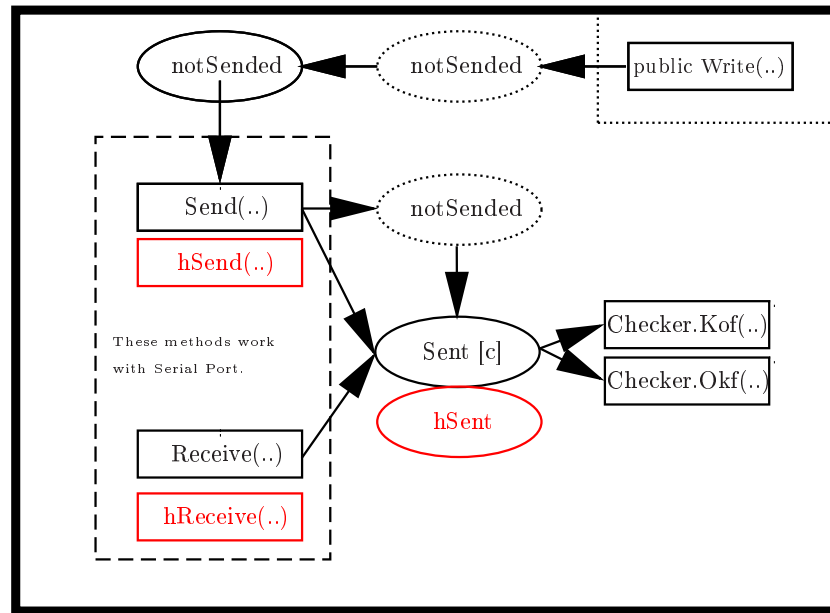 notSended
notSended
public Write(..)
Send(..)
notSended
hSend(..)
These methods work
with Serial Port.
Sent [c]
Checker.Kof(..)
Checker.Okf(..)
hSent
Receive(..)
hReceive(..)